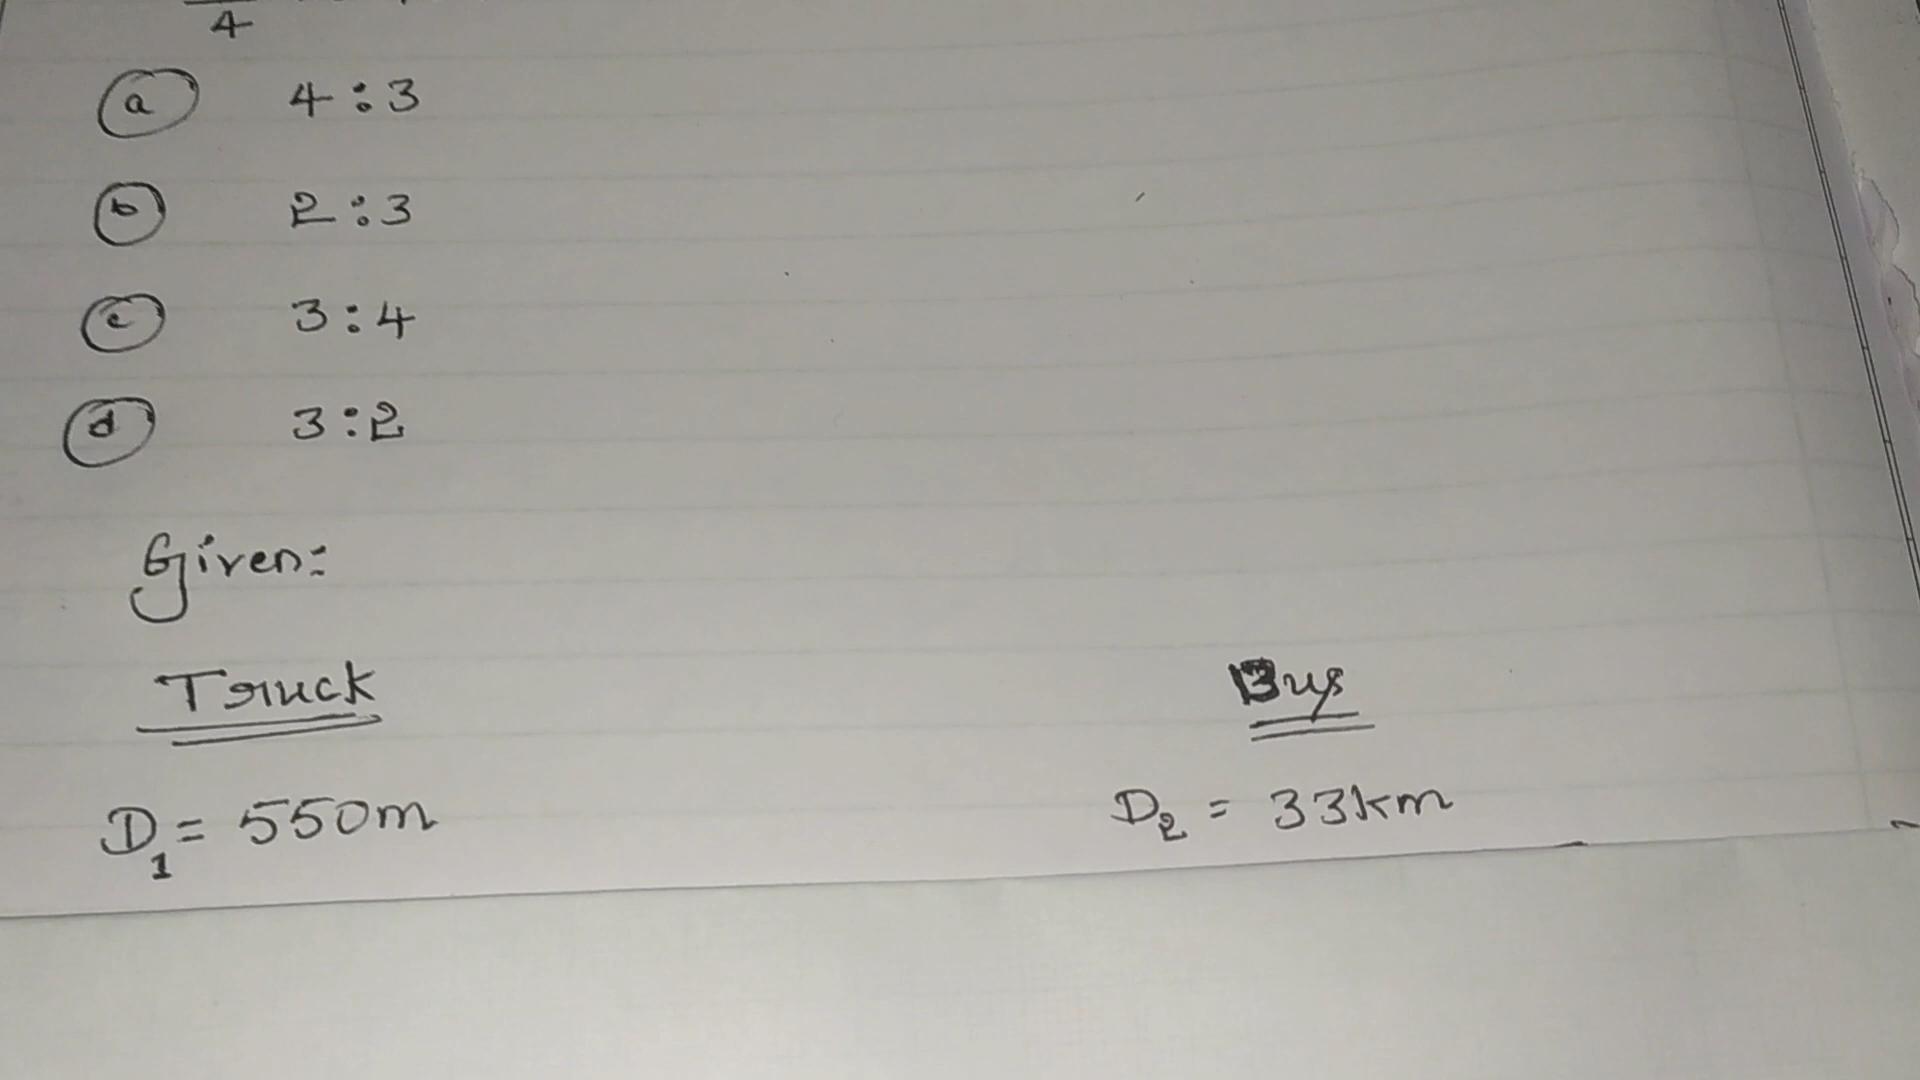 4
a 4:3
b 2:3
c 3:4
d 3:2
Given:
Truck Bus
D1 = 550m D2 = 33km